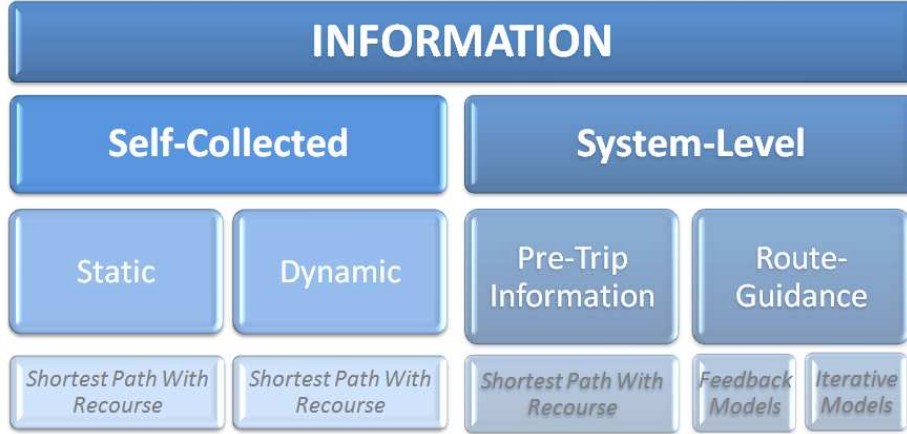 INFORMATION
Self-Collected
System-Level
Static
Dynamic
Pre-Trip
Information
Route-
Guidance
Shortest Path With
Recourse
Shortest Path With
Recourse
Shortest Path With
Recourse
Feedback
Models
Iterative
Models